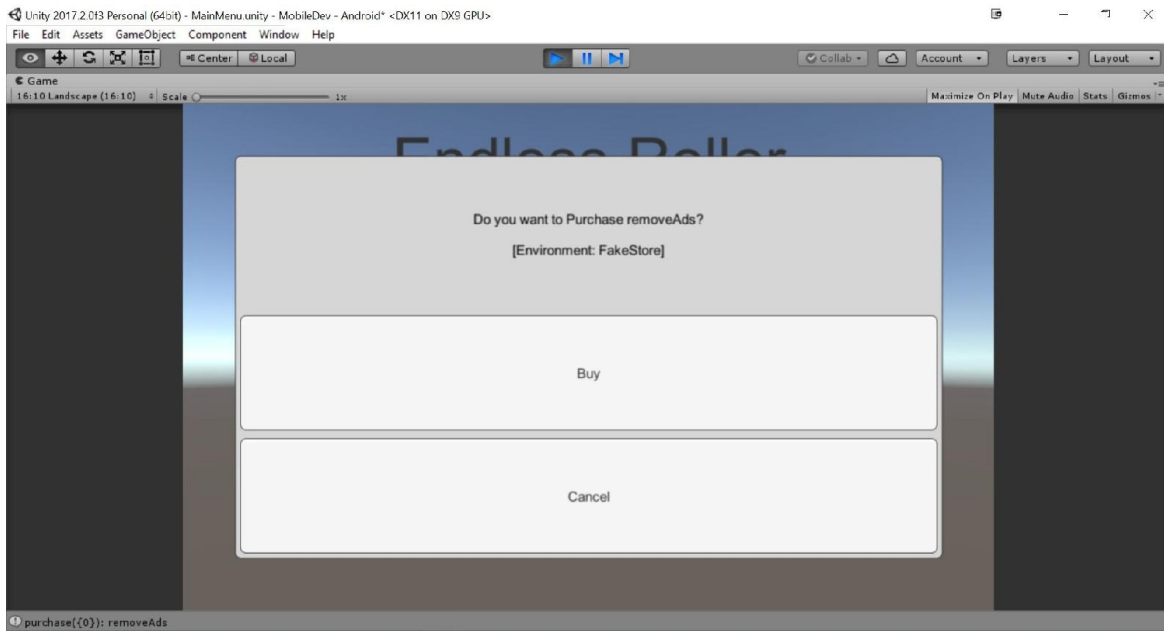 Unity 2017.2.0f3 Personal (64bit) - MainMenu.unity - MobileDev - Android* <DX11 on DX9 GPU>
File Edit Assets GameObject Component Window Help
Center Local Collab Account Layers Layout
Game
16:10 Landscape (16:10) Scale 1x Maximize On Play Mute Audio Stats Gizmos
Endless Roller
Do you want to Purchase removeAds?
[Environment: FakeStore]
Buy
Cancel
purchase({0}): removeAds